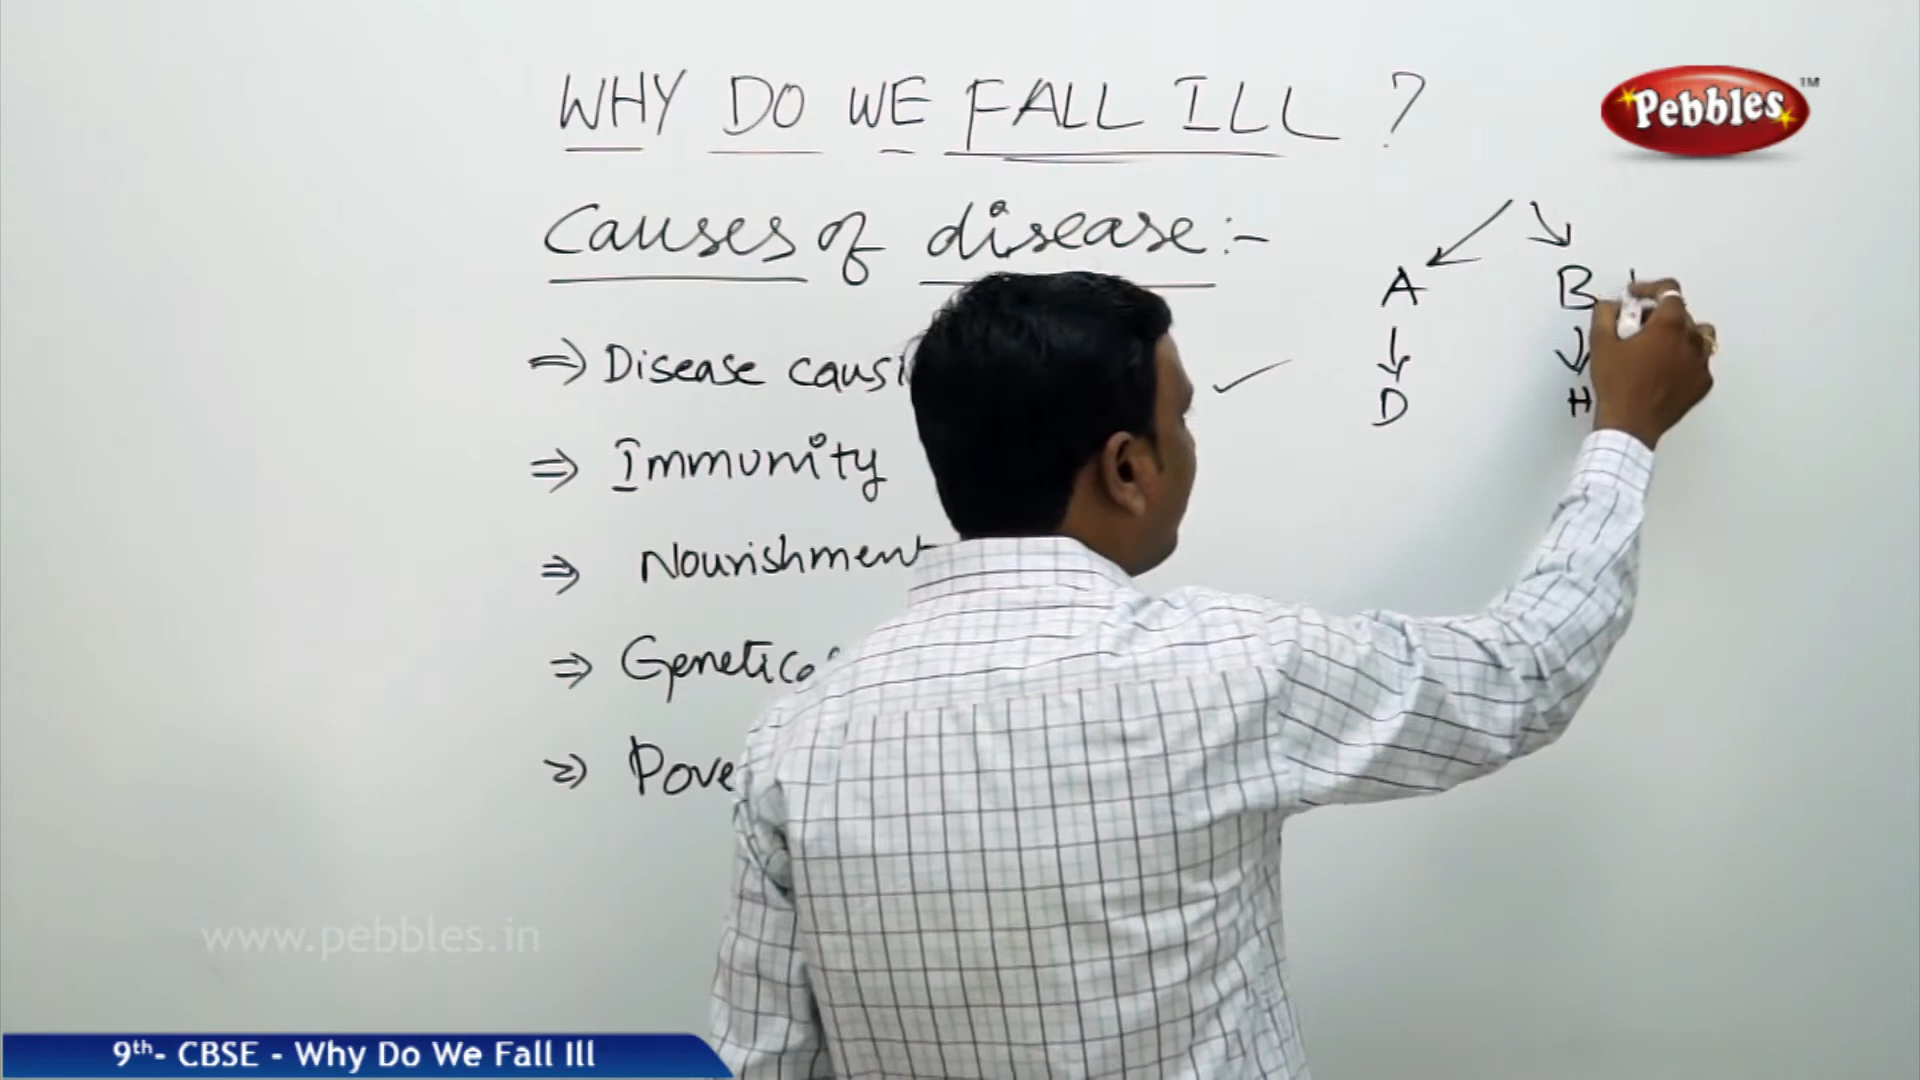 WHY DO WE FALL ILL ?
Pebbles™
Causes of disease :-
A B
⇒ Disease causi
D H
⇒ Immunity
⇒ Nourishment
⇒ Genetic
⇒ Pove
www.pebbles.in
9th- CBSE - Why Do We Fall Ill